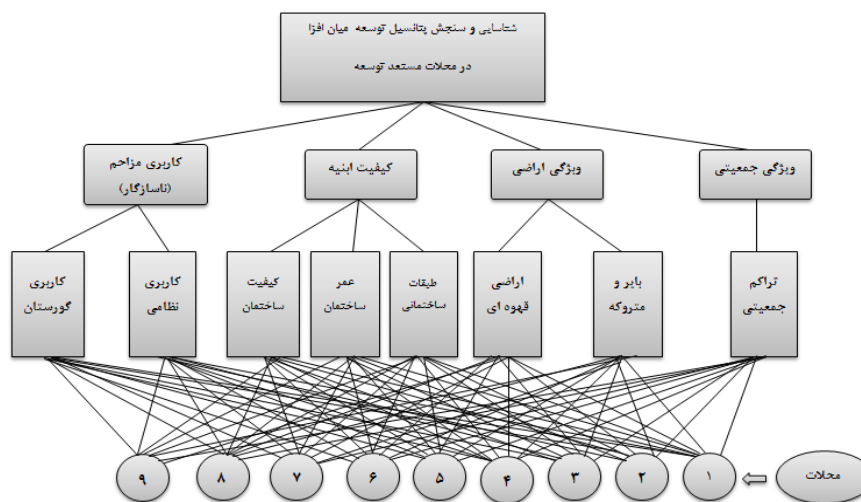 شناسایی و سنجش پتانسیل توسعه میان افزا
در محلات مستعد توسعه
ویژگی جمعیتی
ویژگی اراضی
کیفیت ابنیه
کاربری مزاحم
(ناسازگار)
تراکم
جمعیتی
بایر و
متروکه
اراضی
قهوه ای
طبقات
ساختمانی
عمر
ساختمان
کیفیت
ساختمان
کاربری
نظامی
کاربری
گورستان
محلات
۱
۲
۳
۴
۵
۶
۷
۸
۹